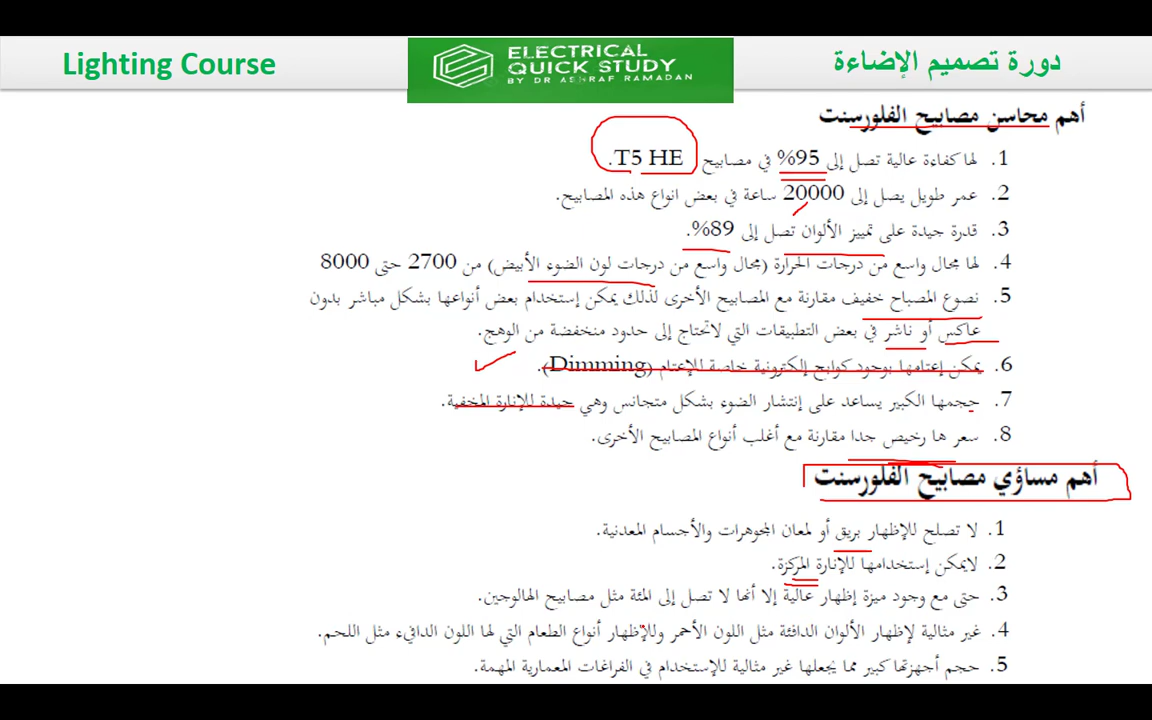 Lighting Course
ELECTRICAL
QUICK STUDY
BY DR ASHRAF RAMADAN
دورة تصميم الإضاءة
أهم محاسن مصابيح الفلورسنت
1. لها كفاءة عالية تصل إلى 95% في مصابيح T5 HE.
2. عمر طويل يصل إلى 20000 ساعة في بعض انواع هذه المصابيح.
3. قدرة جيدة على تمييز الألوان تصل إلى 89%.
4. لها مجال واسع من درجات الحرارة (مجال واسع من درجات لون الضوء الأبيض) من 2700 حتى 8000
5. نصوع المصباح خفيف مقارنة مع المصابيح الأخرى لذلك يمكن إستخدام بعض أنواعها بشكل مباشر بدون
عاكس أو ناشر في بعض التطبيقات التي لاتحتاج إلى حدود منخفضة من الوهج.
6. يمكن إعتامها بوجود كوابح إلكترونية خاصة للإعتام (Dimming).
7. حجمها الكبير يساعد على إنتشار الضوء بشكل متجانس وهي جيدة للإنارة المخفية.
8. سعر ها رخيص جدا مقارنة مع أغلب أنواع المصابيح الأخرى.
أهم مساؤي مصابيح الفلورسنت
1. لا تصلح للإظهار بريق أو لمعان المجوهرات والأجسام المعدنية.
2. لايمكن إستخدامها للإنارة المركزة.
3. حتى مع وجود ميزة إظهار عالية إلا أنها لا تصل إلى المئة مثل مصابيح الهالوجين.
4. غير مثالية لإظهار الألوان الدافئة مثل اللون الأحمر وللإظهار أنواع الطعام التي لها اللون الدافيء مثل اللحم.
5. حجم أجهزتها كبير مما يجعلها غير مثالية للإستخدام في الفراغات المعمارية المهمة.